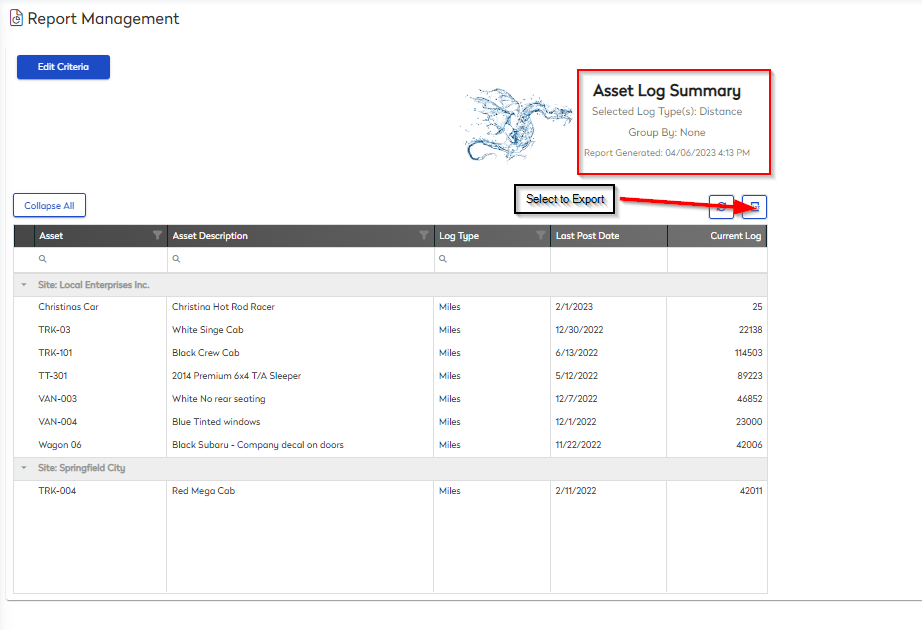 Report Management
Edit Criteria
Asset Log Summary
Selected Log Type(s): Distance
Group By: None
Report Generated: 04/06/2023 4:13 PM
Collapse All
Select to Export
Asset Asset Description Log Type Last Post Date Current Log
Site: Local Enterprises Inc.
Christinas Car Christina Hot Rod Racer Miles 2/1/2023 25
TRK-03 White Singe Cab Miles 12/30/2022 22138
TRK-101 Black Crew Cab Miles 6/13/2022 114503
TT-301 2014 Premium 6x4 T/A Sleeper Miles 5/12/2022 89223
VAN-003 White No rear seating Miles 12/7/2022 46852
VAN-004 Blue Tinted windows Miles 12/1/2022 23000
Wagon 06 Black Subaru - Company decal on doors Miles 11/22/2022 42006
Site: Springfield City
TRK-004 Red Mega Cab Miles 2/11/2022 42011